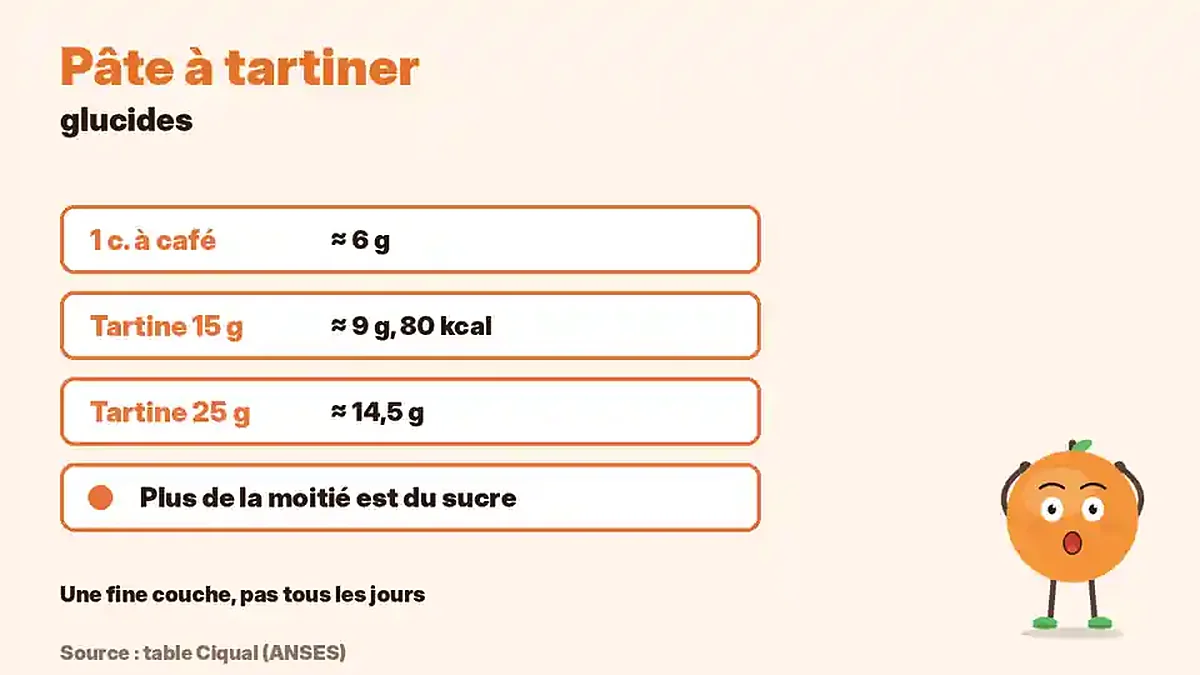 Pâte à tartiner
glucides
1 c. à café ≈ 6 g
Tartine 15 g ≈ 9 g, 80 kcal
Tartine 25 g ≈ 14,5 g
Plus de la moitié est du sucre
Une fine couche, pas tous les jours
Source : table Ciqual (ANSES)